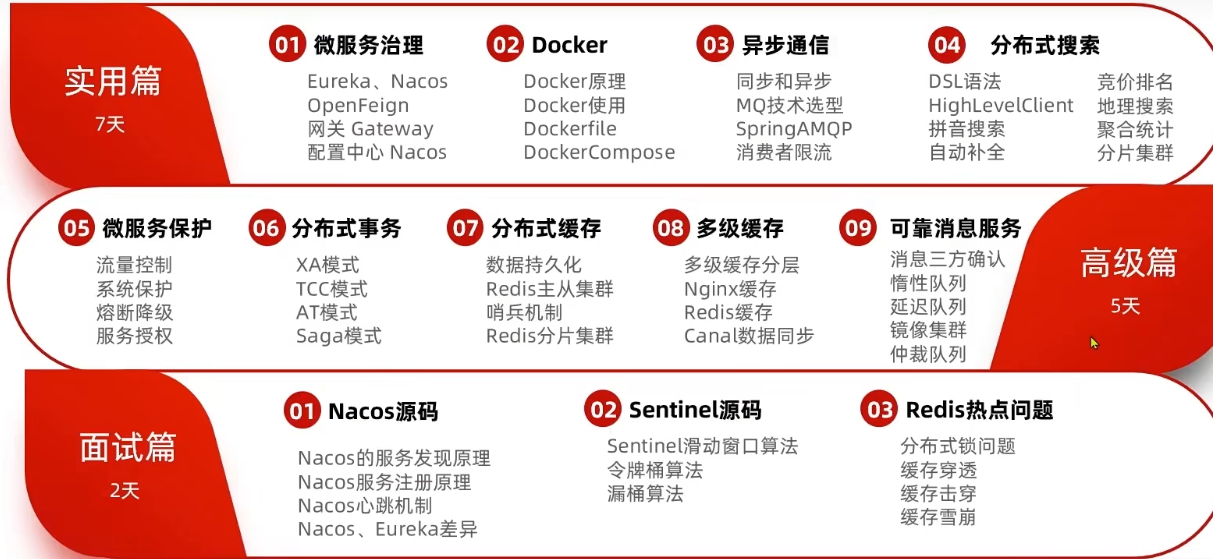 实用篇
7天
01 微服务治理
Eureka、Nacos
OpenFeign
网关 Gateway
配置中心 Nacos
02 Docker
Docker原理
Docker使用
Dockerfile
DockerCompose
03 异步通信
同步和异步
MQ技术选型
SpringAMQP
消费者限流
04 分布式搜索
DSL语法
HighLevelClient
拼音搜索
自动补全
竞价排名
地理搜索
聚合统计
分片集群
05 微服务保护
流量控制
系统保护
熔断降级
服务授权
06 分布式事务
XA模式
TCC模式
AT模式
Saga模式
07 分布式缓存
数据持久化
Redis主从集群
哨兵机制
Redis分片集群
08 多级缓存
多级缓存分层
Nginx缓存
Redis缓存
Canal数据同步
09 可靠消息服务
消息三方确认
惰性队列
延迟队列
镜像集群
仲裁队列
高级篇
5天
面试篇
2天
01 Nacos源码
Nacos的服务发现原理
Nacos服务注册原理
Nacos心跳机制
Nacos、Eureka差异
02 Sentinel源码
Sentinel滑动窗口算法
令牌桶算法
漏桶算法
03 Redis热点问题
分布式锁问题
缓存穿透
缓存击穿
缓存雪崩